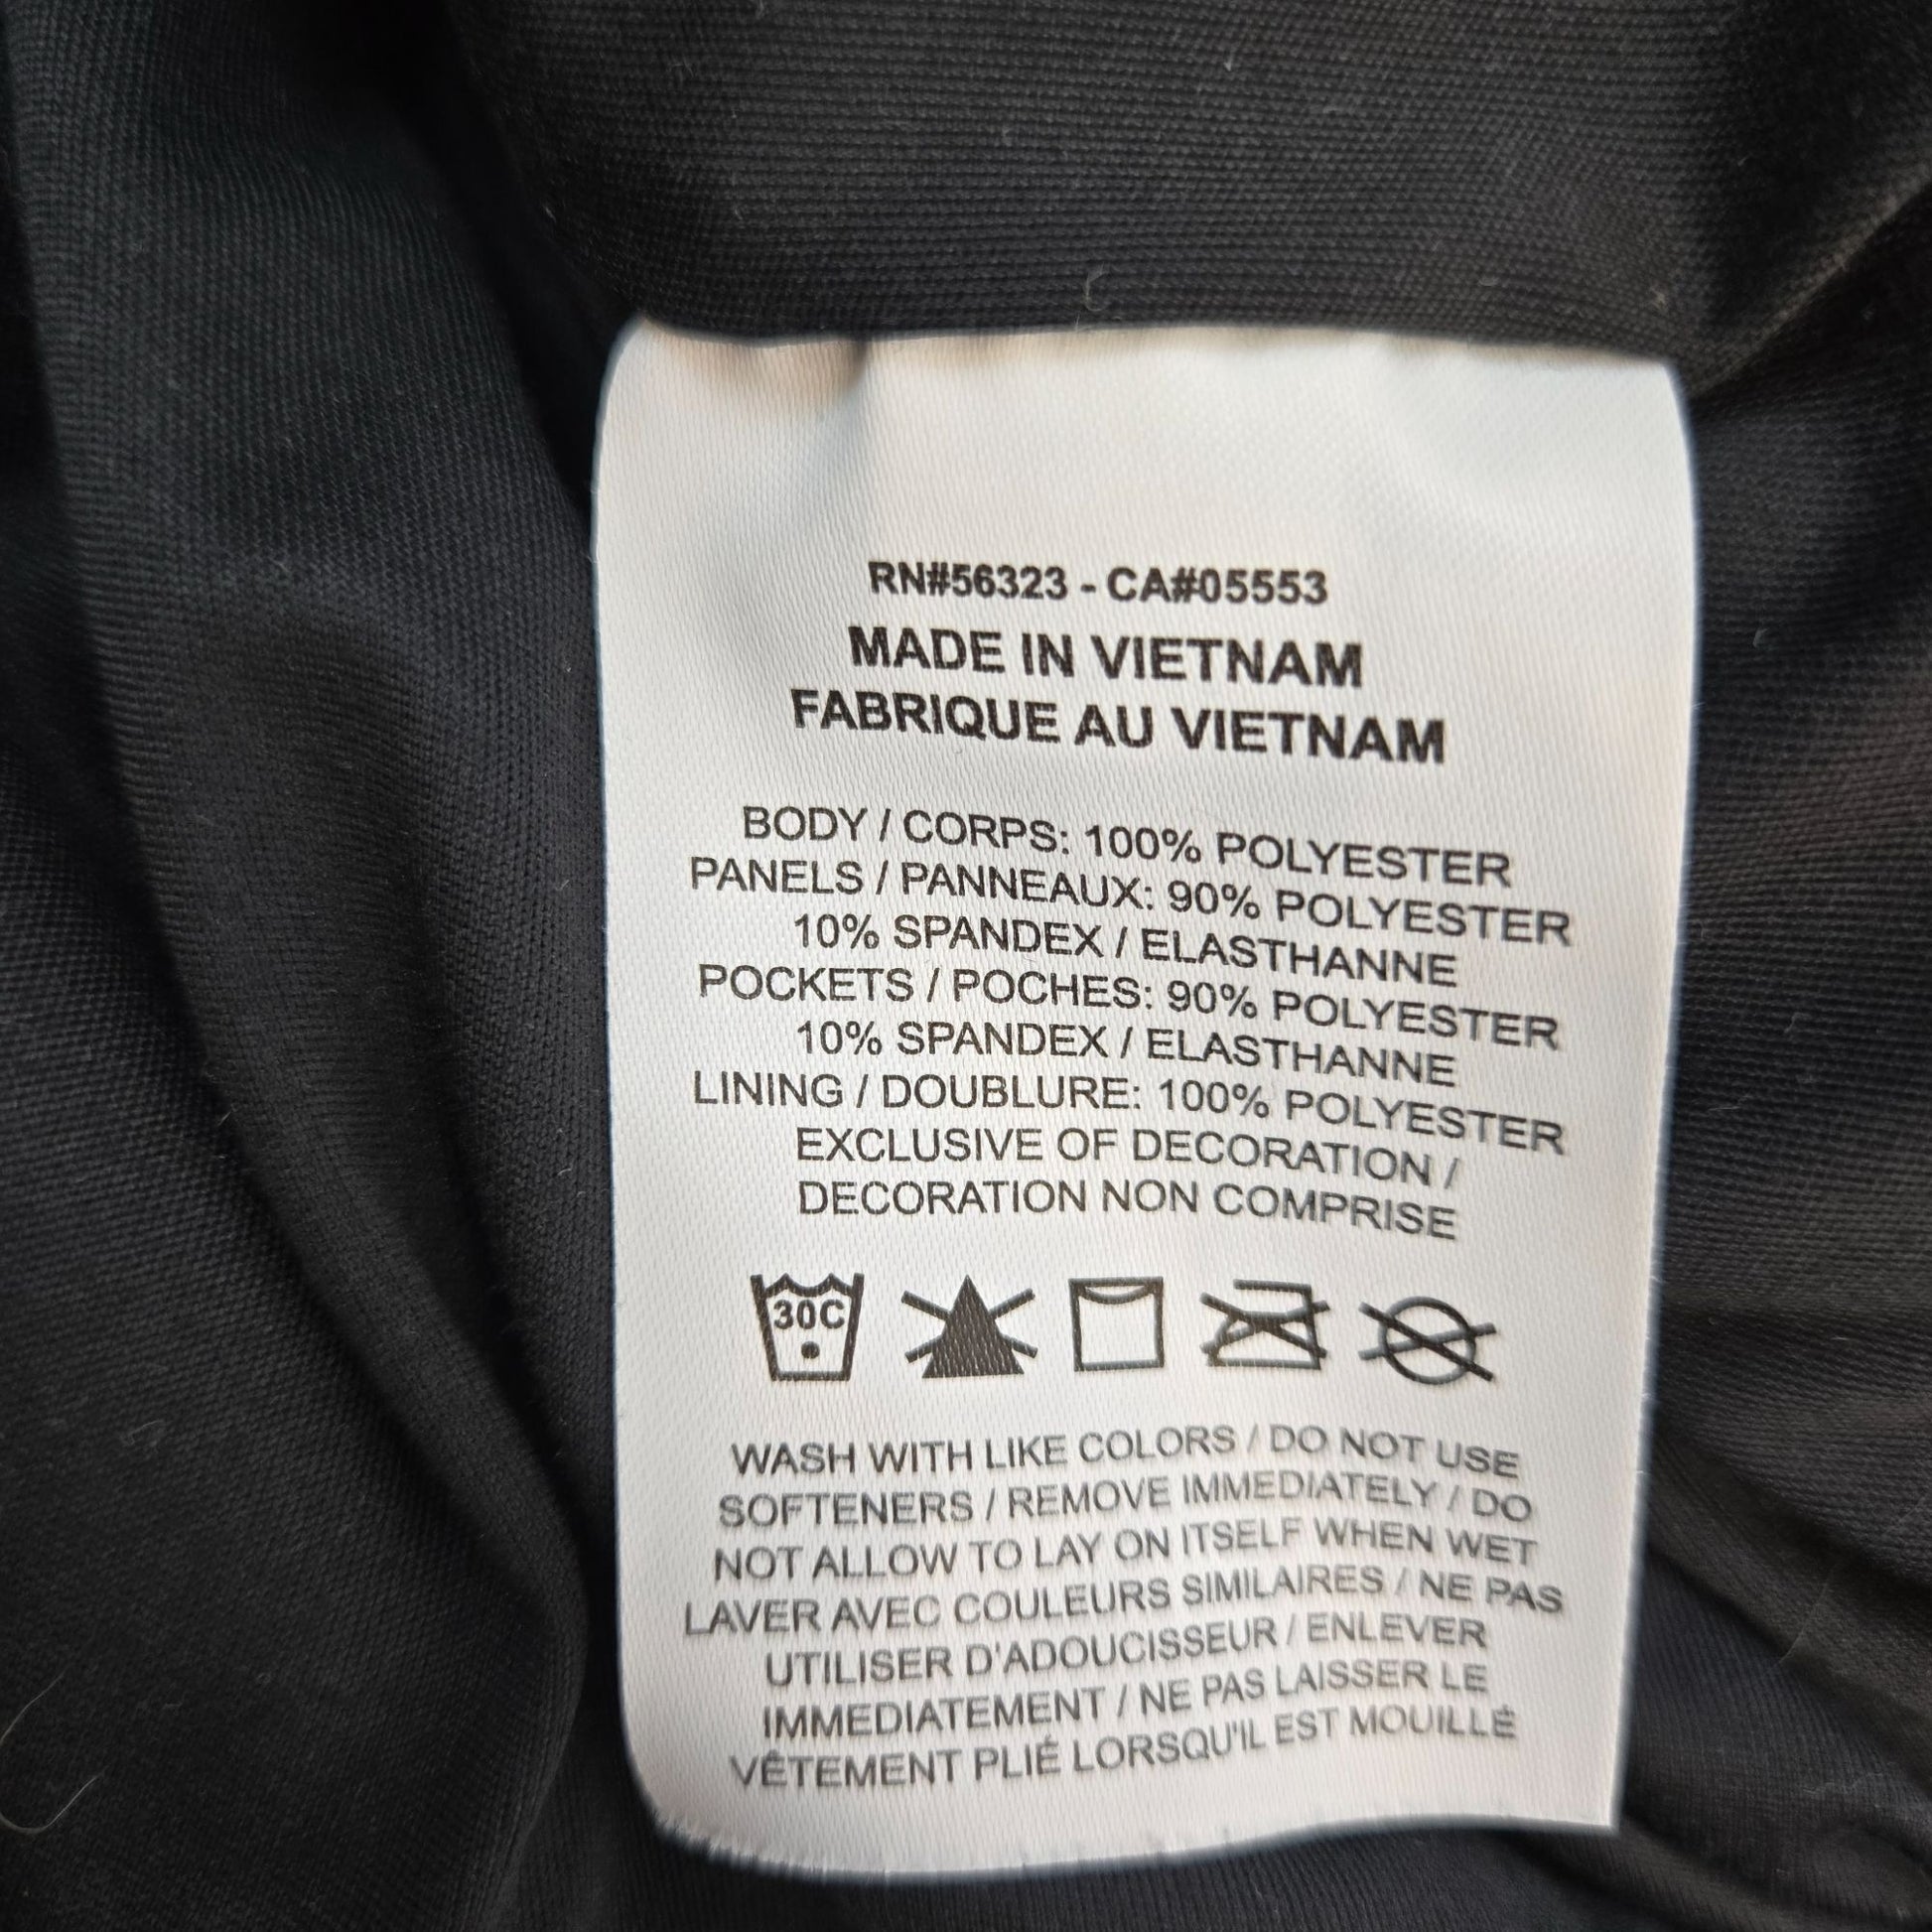 RN#56323 - CA#05553
MADE IN VIETNAM
FABRIQUE AU VIETNAM
BODY / CORPS: 100% POLYESTER
PANELS / PANNEAUX: 90% POLYESTER
10% SPANDEX / ELASTHANNE
POCKETS / POCHES: 90% POLYESTER
10% SPANDEX / ELASTHANNE
LINING / DOUBLURE: 100% POLYESTER
EXCLUSIVE OF DECORATION /
DECORATION NON COMPRISE
30C
WASH WITH LIKE COLORS / DO NOT USE
SOFTENERS / REMOVE IMMEDIATELY / DO
NOT ALLOW TO LAY ON ITSELF WHEN WET
LAVER AVEC COULEURS SIMILAIRES / NE PAS
UTILISER D'ADOUCISSEUR / ENLEVER
IMMEDIATEMENT / NE PAS LAISSER LE
VÊTEMENT PLIÉ LORSQU'IL EST MOUILLÉ